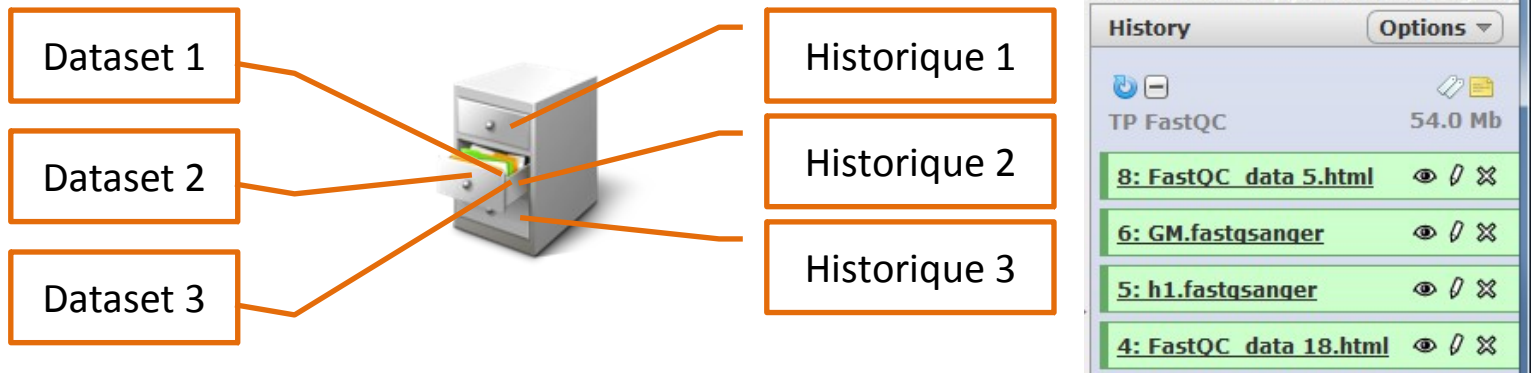 Dataset 1
Dataset 2
Dataset 3
Historique 1
Historique 2
Historique 3
History Options
TP FastQC 54.0 Mb
8: FastQC_data 5.html
6: GM.fastqsanger
5: h1.fastqsanger
4: FastQC_data 18.html